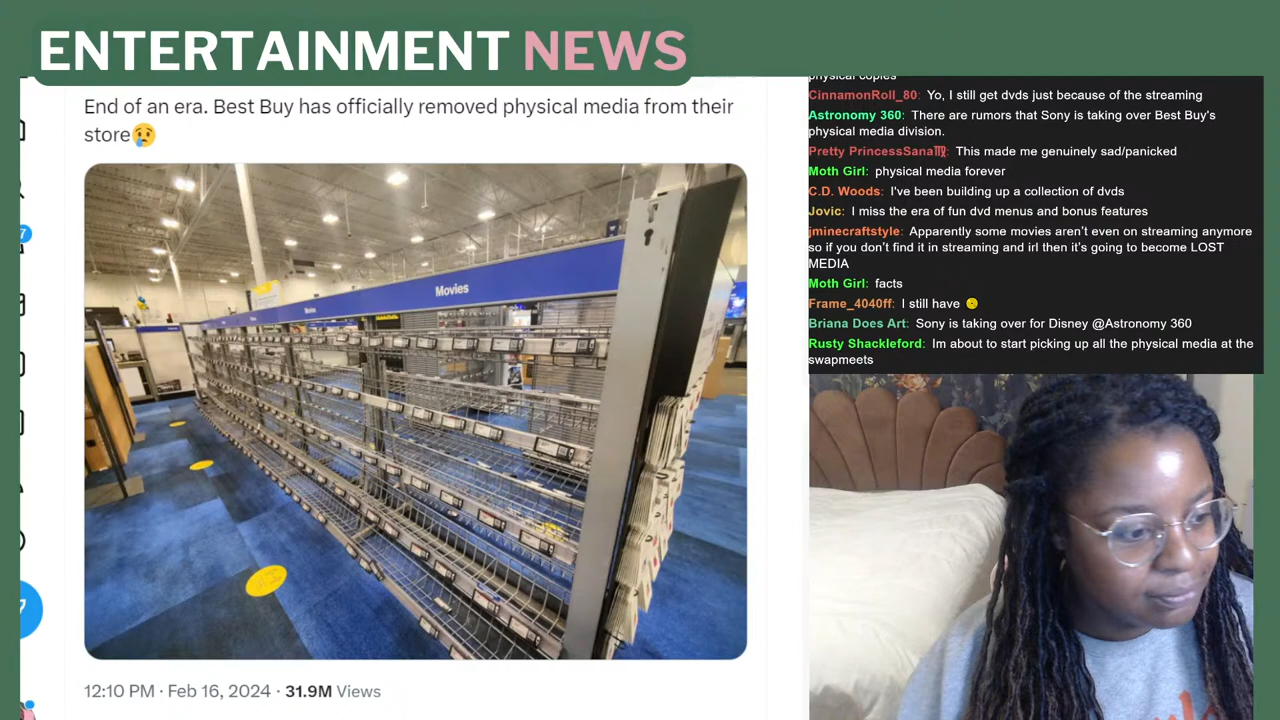 ENTERTAINMENT NEWS
End of an era. Best Buy has officially removed physical media from their
store😢
Movies
12:10 PM · Feb 16, 2024 · 31.9M Views
physical copies
CinnamonRoll_80: Yo, I still get dvds just because of the streaming
Astronomy 360: There are rumors that Sony is taking over Best Buy's
physical media division.
Pretty PrincessSana♍: This made me genuinely sad/panicked
Moth Girl: physical media forever
C.D. Woods: I've been building up a collection of dvds
Jovic: I miss the era of fun dvd menus and bonus features
jminecraftstyle: Apparently some movies aren't even on streaming anymore
so if you don't find it in streaming and irl then it's going to become LOST
MEDIA
Moth Girl: facts
Frame_4040ff: I still have
Briana Does Art: Sony is taking over for Disney @Astronomy 360
Rusty Shackleford: Im about to start picking up all the physical media at the
swapmeets